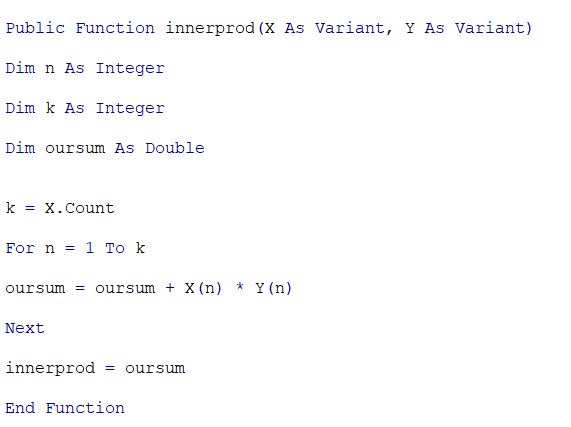 Public Function innerprod(X As Variant, Y As Variant)
Dim n As Integer
Dim k As Integer
Dim oursum As Double
k = X.Count
For n = 1 To k
oursum = oursum + X(n) * Y(n)
Next
innerprod = oursum
End Function